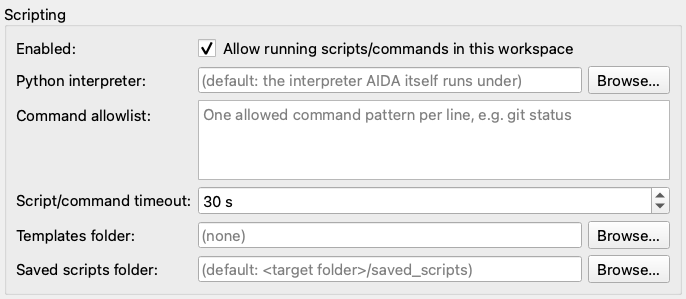 Scripting
Enabled: Allow running scripts/commands in this workspace
Python interpreter: (default: the interpreter AIDA itself runs under) Browse...
Command allowlist: One allowed command pattern per line, e.g. git status
Script/command timeout: 30 s
Templates folder: (none) Browse...
Saved scripts folder: (default: <target folder>/saved_scripts) Browse...